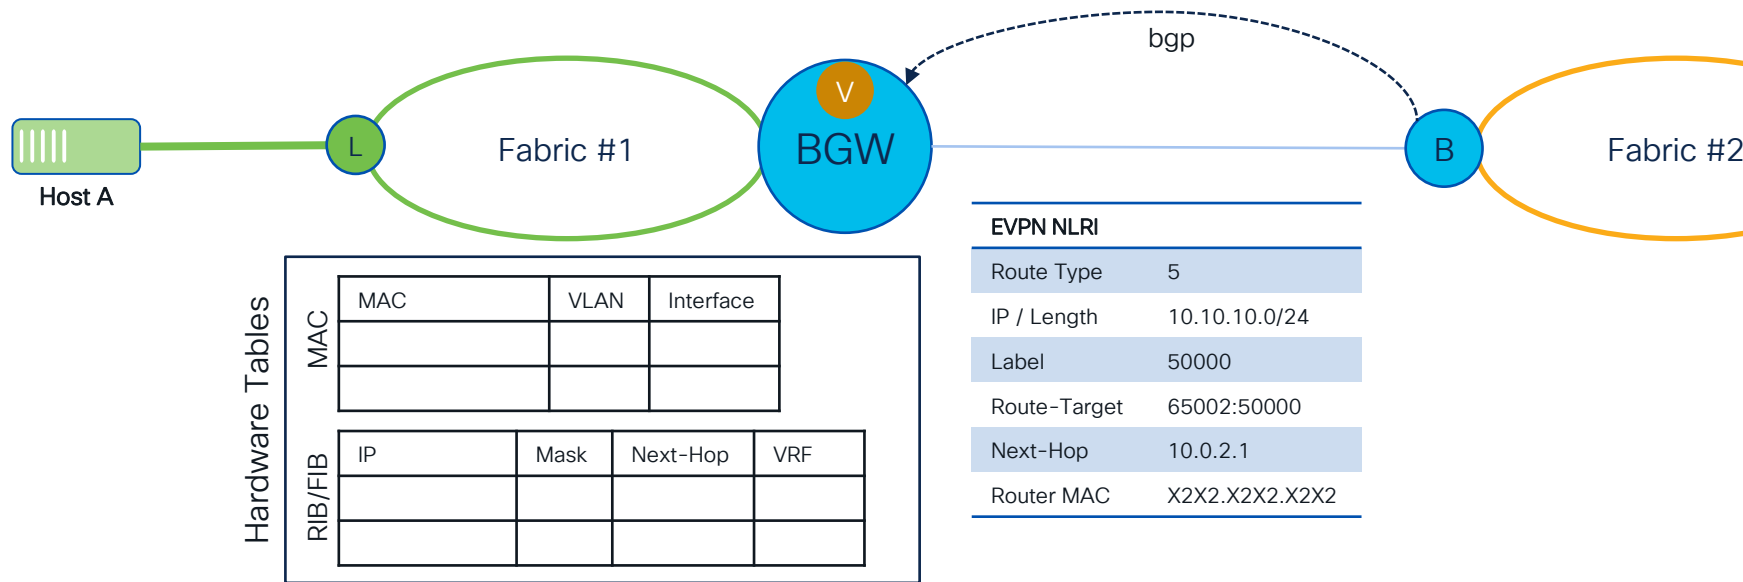 bgp
V
L
Fabric #1
BGW
B
Fabric #2
Host A
EVPN NLRI
Route Type 5
IP / Length 10.10.10.0/24
Label 50000
Route-Target 65002:50000
Next-Hop 10.0.2.1
Router MAC X2X2.X2X2.X2X2
Hardware Tables
MAC
MAC VLAN Interface
RIB/FIB
IP Mask Next-Hop VRF